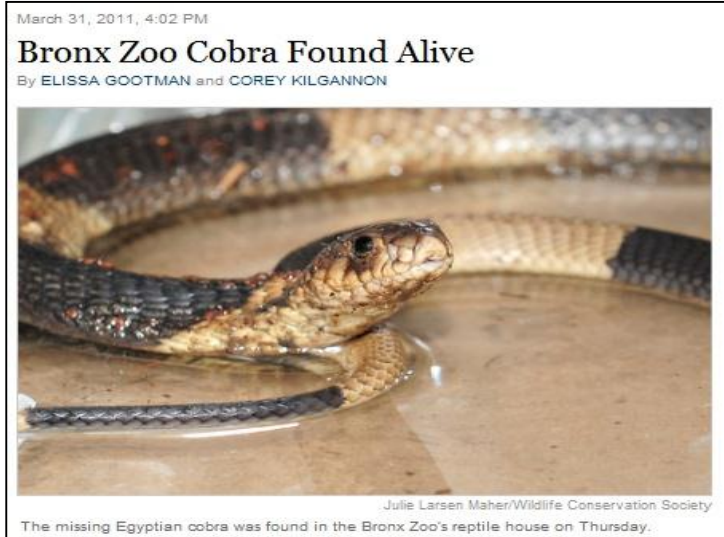 March 31, 2011, 4:02 PM
Bronx Zoo Cobra Found Alive
By ELISSA GOOTMAN and COREY KILGANNON
Julie Larsen Maher/Wildlife Conservation Society
The missing Egyptian cobra was found in the Bronx Zoo's reptile house on Thursday.